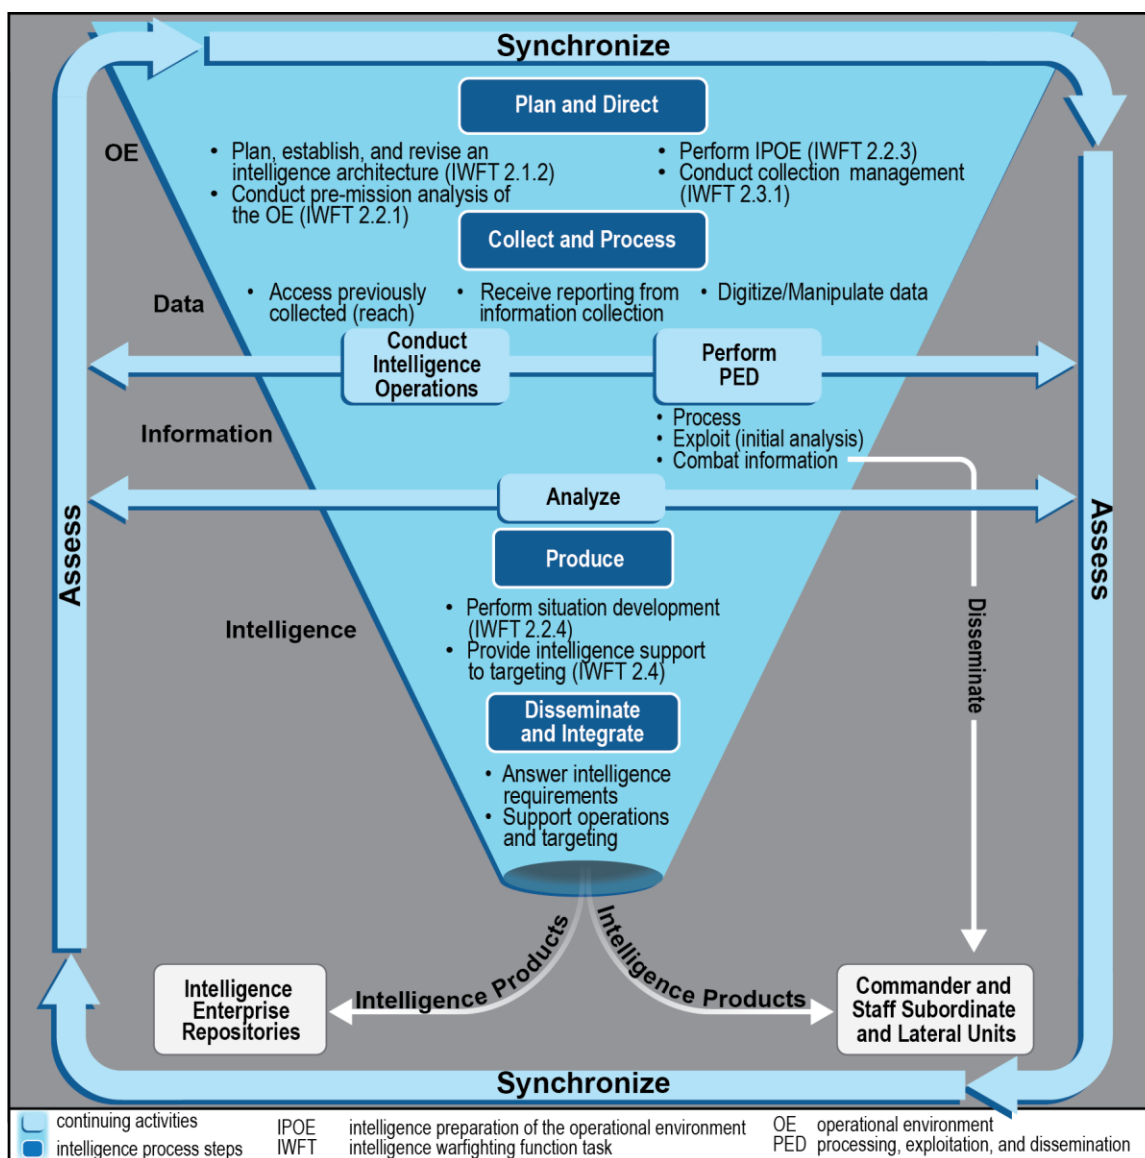 Synchronize
Plan and Direct
OE
• Plan, establish, and revise an
intelligence architecture (IWFT 2.1.2)
• Conduct pre-mission analysis of
the OE (IWFT 2.2.1)
• Perform IPOE (IWFT 2.2.3)
• Conduct collection management
(IWFT 2.3.1)
Collect and Process
Data
• Access previously
collected (reach)
• Receive reporting from
information collection
• Digitize/Manipulate data
Conduct
Intelligence
Operations
Perform
PED
Information
• Process
• Exploit (initial analysis)
• Combat information
Analyze
Assess
Assess
Produce
Intelligence
• Perform situation development
(IWFT 2.2.4)
• Provide intelligence support
to targeting (IWFT 2.4)
Disseminate
Disseminate
and Integrate
• Answer intelligence
requirements
• Support operations
and targeting
Intelligence Products
Intelligence Products
Intelligence
Enterprise
Repositories
Commander and
Staff Subordinate
and Lateral Units
Synchronize
continuing activities
intelligence process steps
IPOE intelligence preparation of the operational environment
IWFT intelligence warfighting function task
OE operational environment
PED processing, exploitation, and dissemination